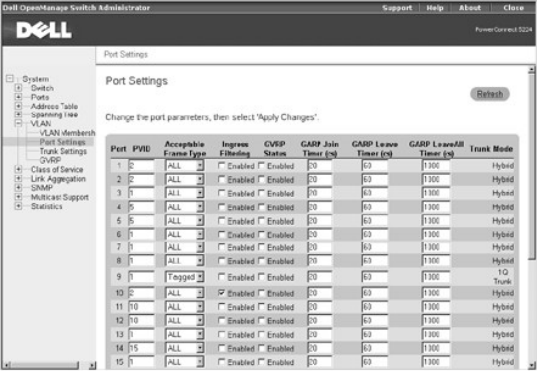 Dell OpenManage Switch Administrator Support Help About Close
DELL
PowerConnect 5224
Port Settings
System
Switch
Ports
Address Table
Spanning Tree
VLAN
VLAN Membersh
Port Settings
Trunk Settings
GVRP
Class of Service
Link Aggregation
SNMP
Multicast Support
Statistics
Port Settings
Refresh
Change the port parameters, then select 'Apply Changes'.
Port PVID Acceptable Frame Type Ingress Filtering GVRP Status GARP Join Timer (cs) GARP Leave Timer (cs) GARP LeaveAll Timer (cs) Trunk Mode
1 2 ALL Enabled Enabled 20 60 1000 Hybrid
2 2 ALL Enabled Enabled 20 60 1000 Hybrid
3 1 ALL Enabled Enabled 20 60 1000 Hybrid
4 5 ALL Enabled Enabled 20 60 1000 Hybrid
5 5 ALL Enabled Enabled 20 60 1000 Hybrid
6 1 ALL Enabled Enabled 20 60 1000 Hybrid
7 1 ALL Enabled Enabled 20 60 1000 Hybrid
8 1 ALL Enabled Enabled 20 60 1000 Hybrid
9 1 Tagged Enabled Enabled 20 60 1000 1Q Trunk
10 2 ALL Enabled Enabled 20 60 1000 Hybrid
11 10 ALL Enabled Enabled 20 60 1000 Hybrid
12 10 ALL Enabled Enabled 20 60 1000 Hybrid
13 1 ALL Enabled Enabled 20 60 1000 Hybrid
14 15 ALL Enabled Enabled 20 60 1000 Hybrid
15 1 ALL Enabled Enabled 20 60 1000 Hybrid